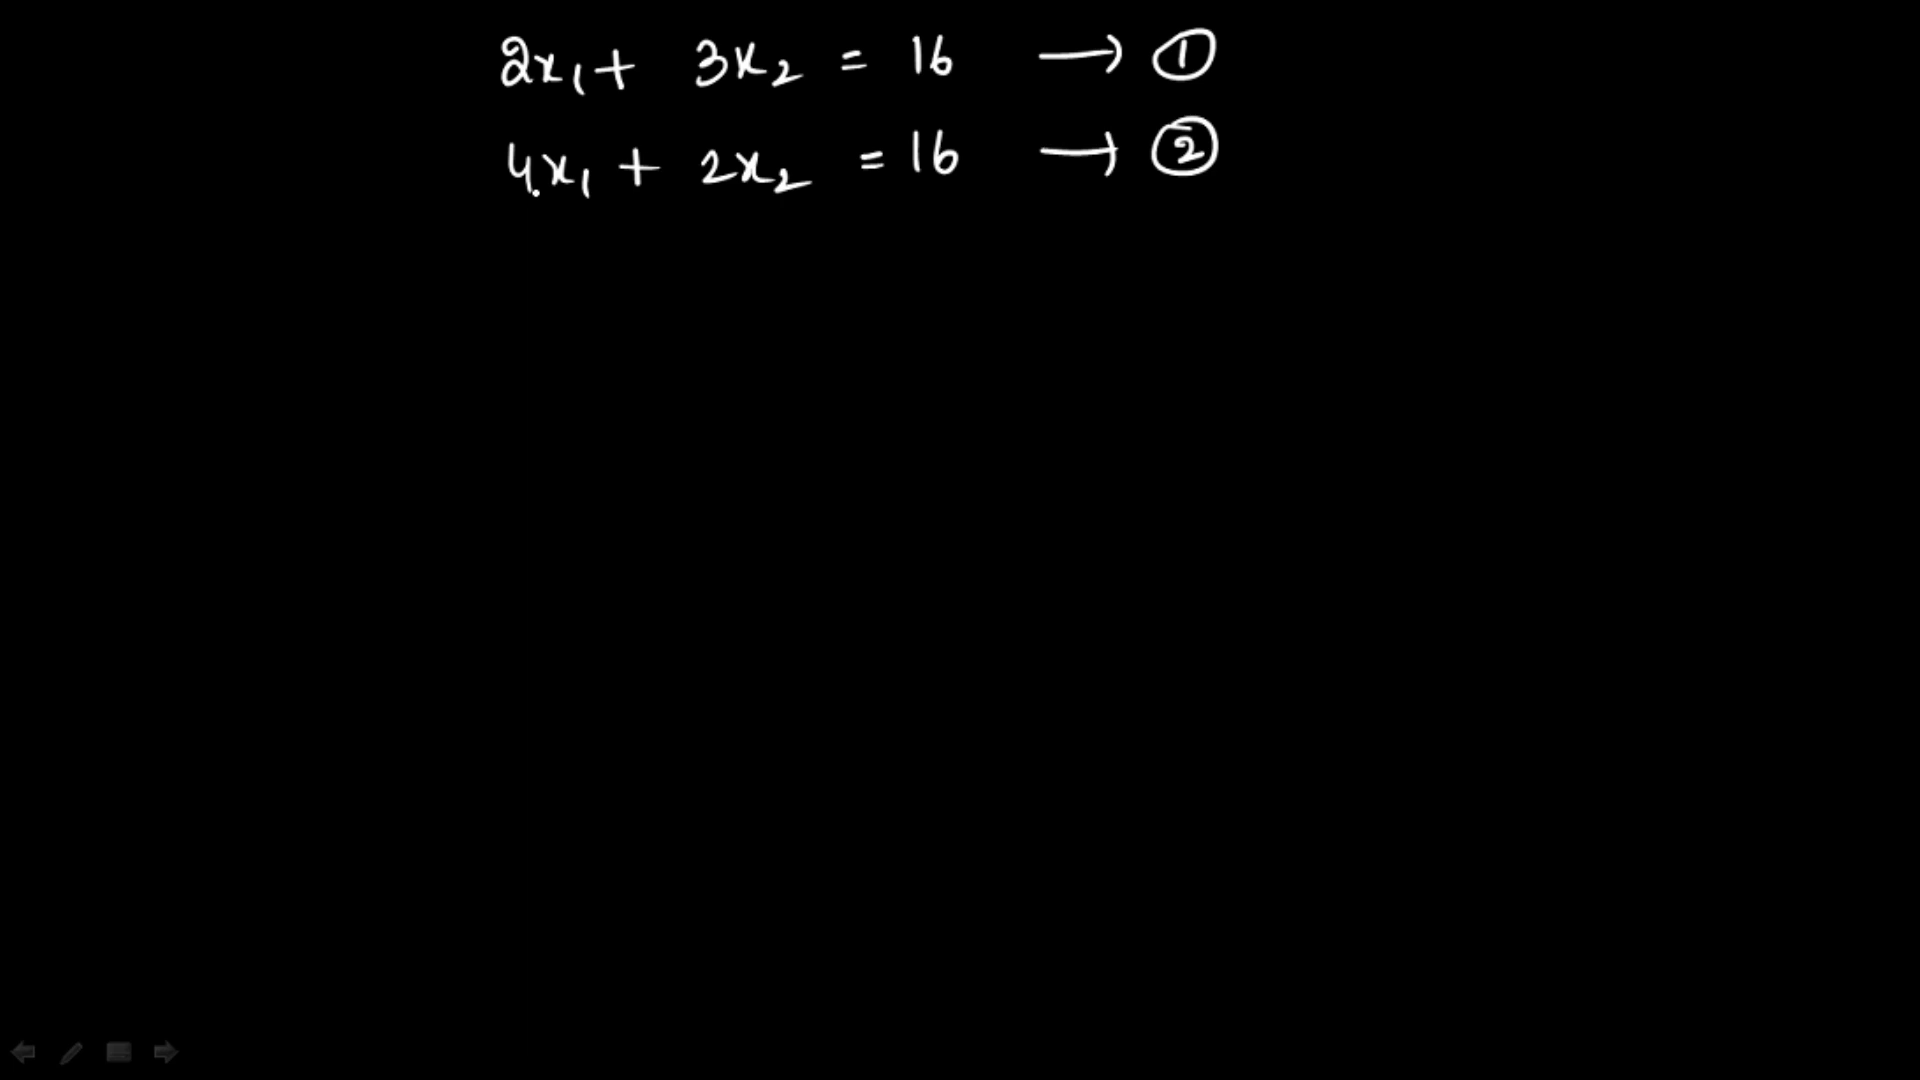 2x₁ + 3x₂ = 16 → ①
4x₁ + 2x₂ = 16 → ②